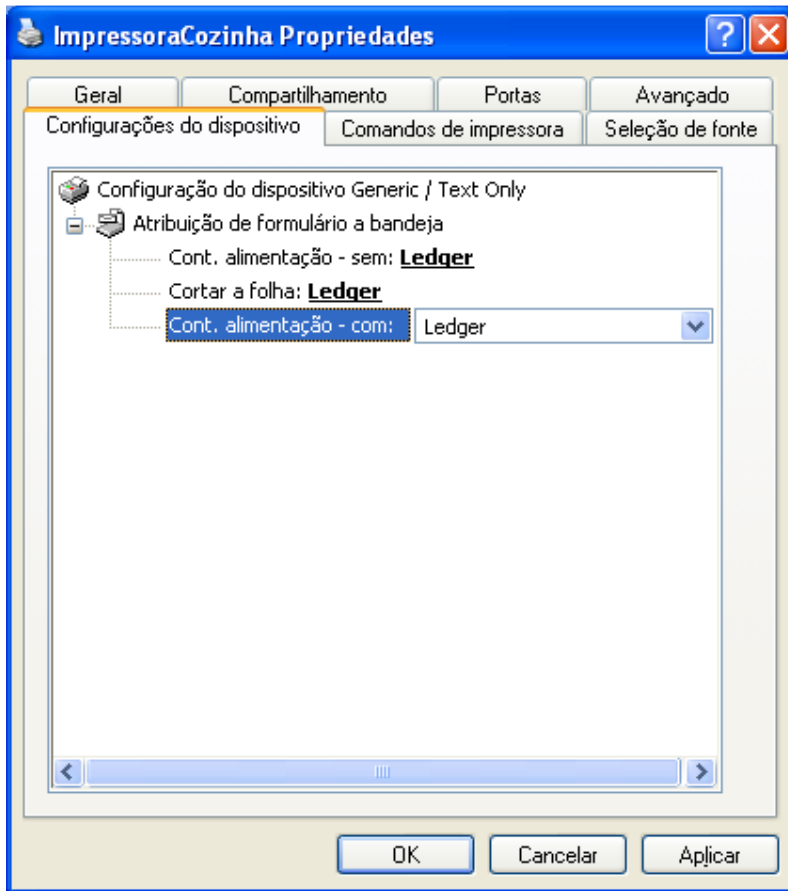 ImpressoraCozinha Propriedades
Geral Compartilhamento Portas Avançado
Configurações do dispositivo Comandos de impressora Seleção de fonte
Configuração do dispositivo Generic / Text Only
Atribuição de formulário a bandeja
Cont. alimentação - sem: Ledger
Cortar a folha: Ledger
Cont. alimentação - com: Ledger
OK Cancelar Aplicar